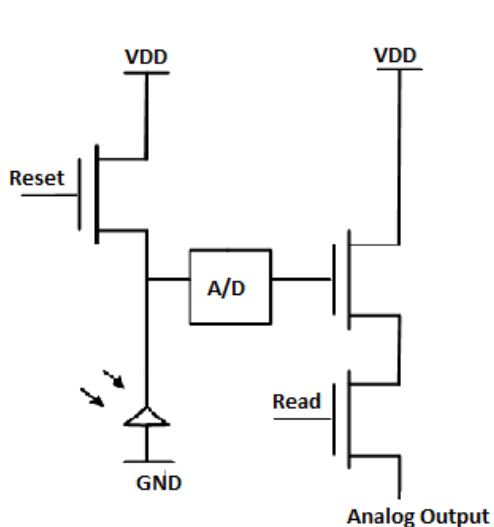 VDD
VDD
Reset
A/D
Read
GND
Analog Output